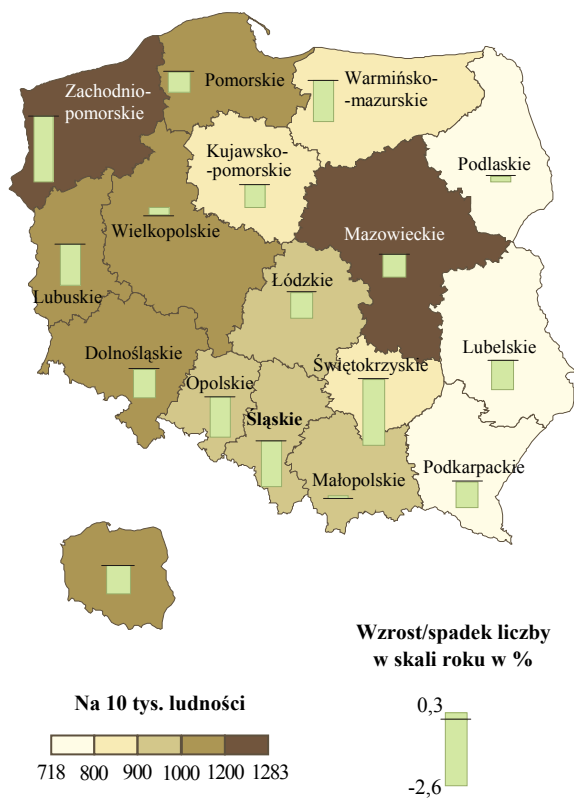 Pomorskie
Zachodnio-
pomorskie
Warmińsko-
-mazurskie
Kujawsko-
-pomorskie
Podlaskie
Wielkopolskie
Mazowieckie
Lubuskie
Łódzkie
Dolnośląskie
Opolskie
Świętokrzyskie
Lubelskie
Śląskie
Małopolskie
Podkarpackie
Wzrost/spadek liczby
w skali roku w %
Na 10 tys. ludności
0,3
718 800 900 1000 1200 1283
-2,6